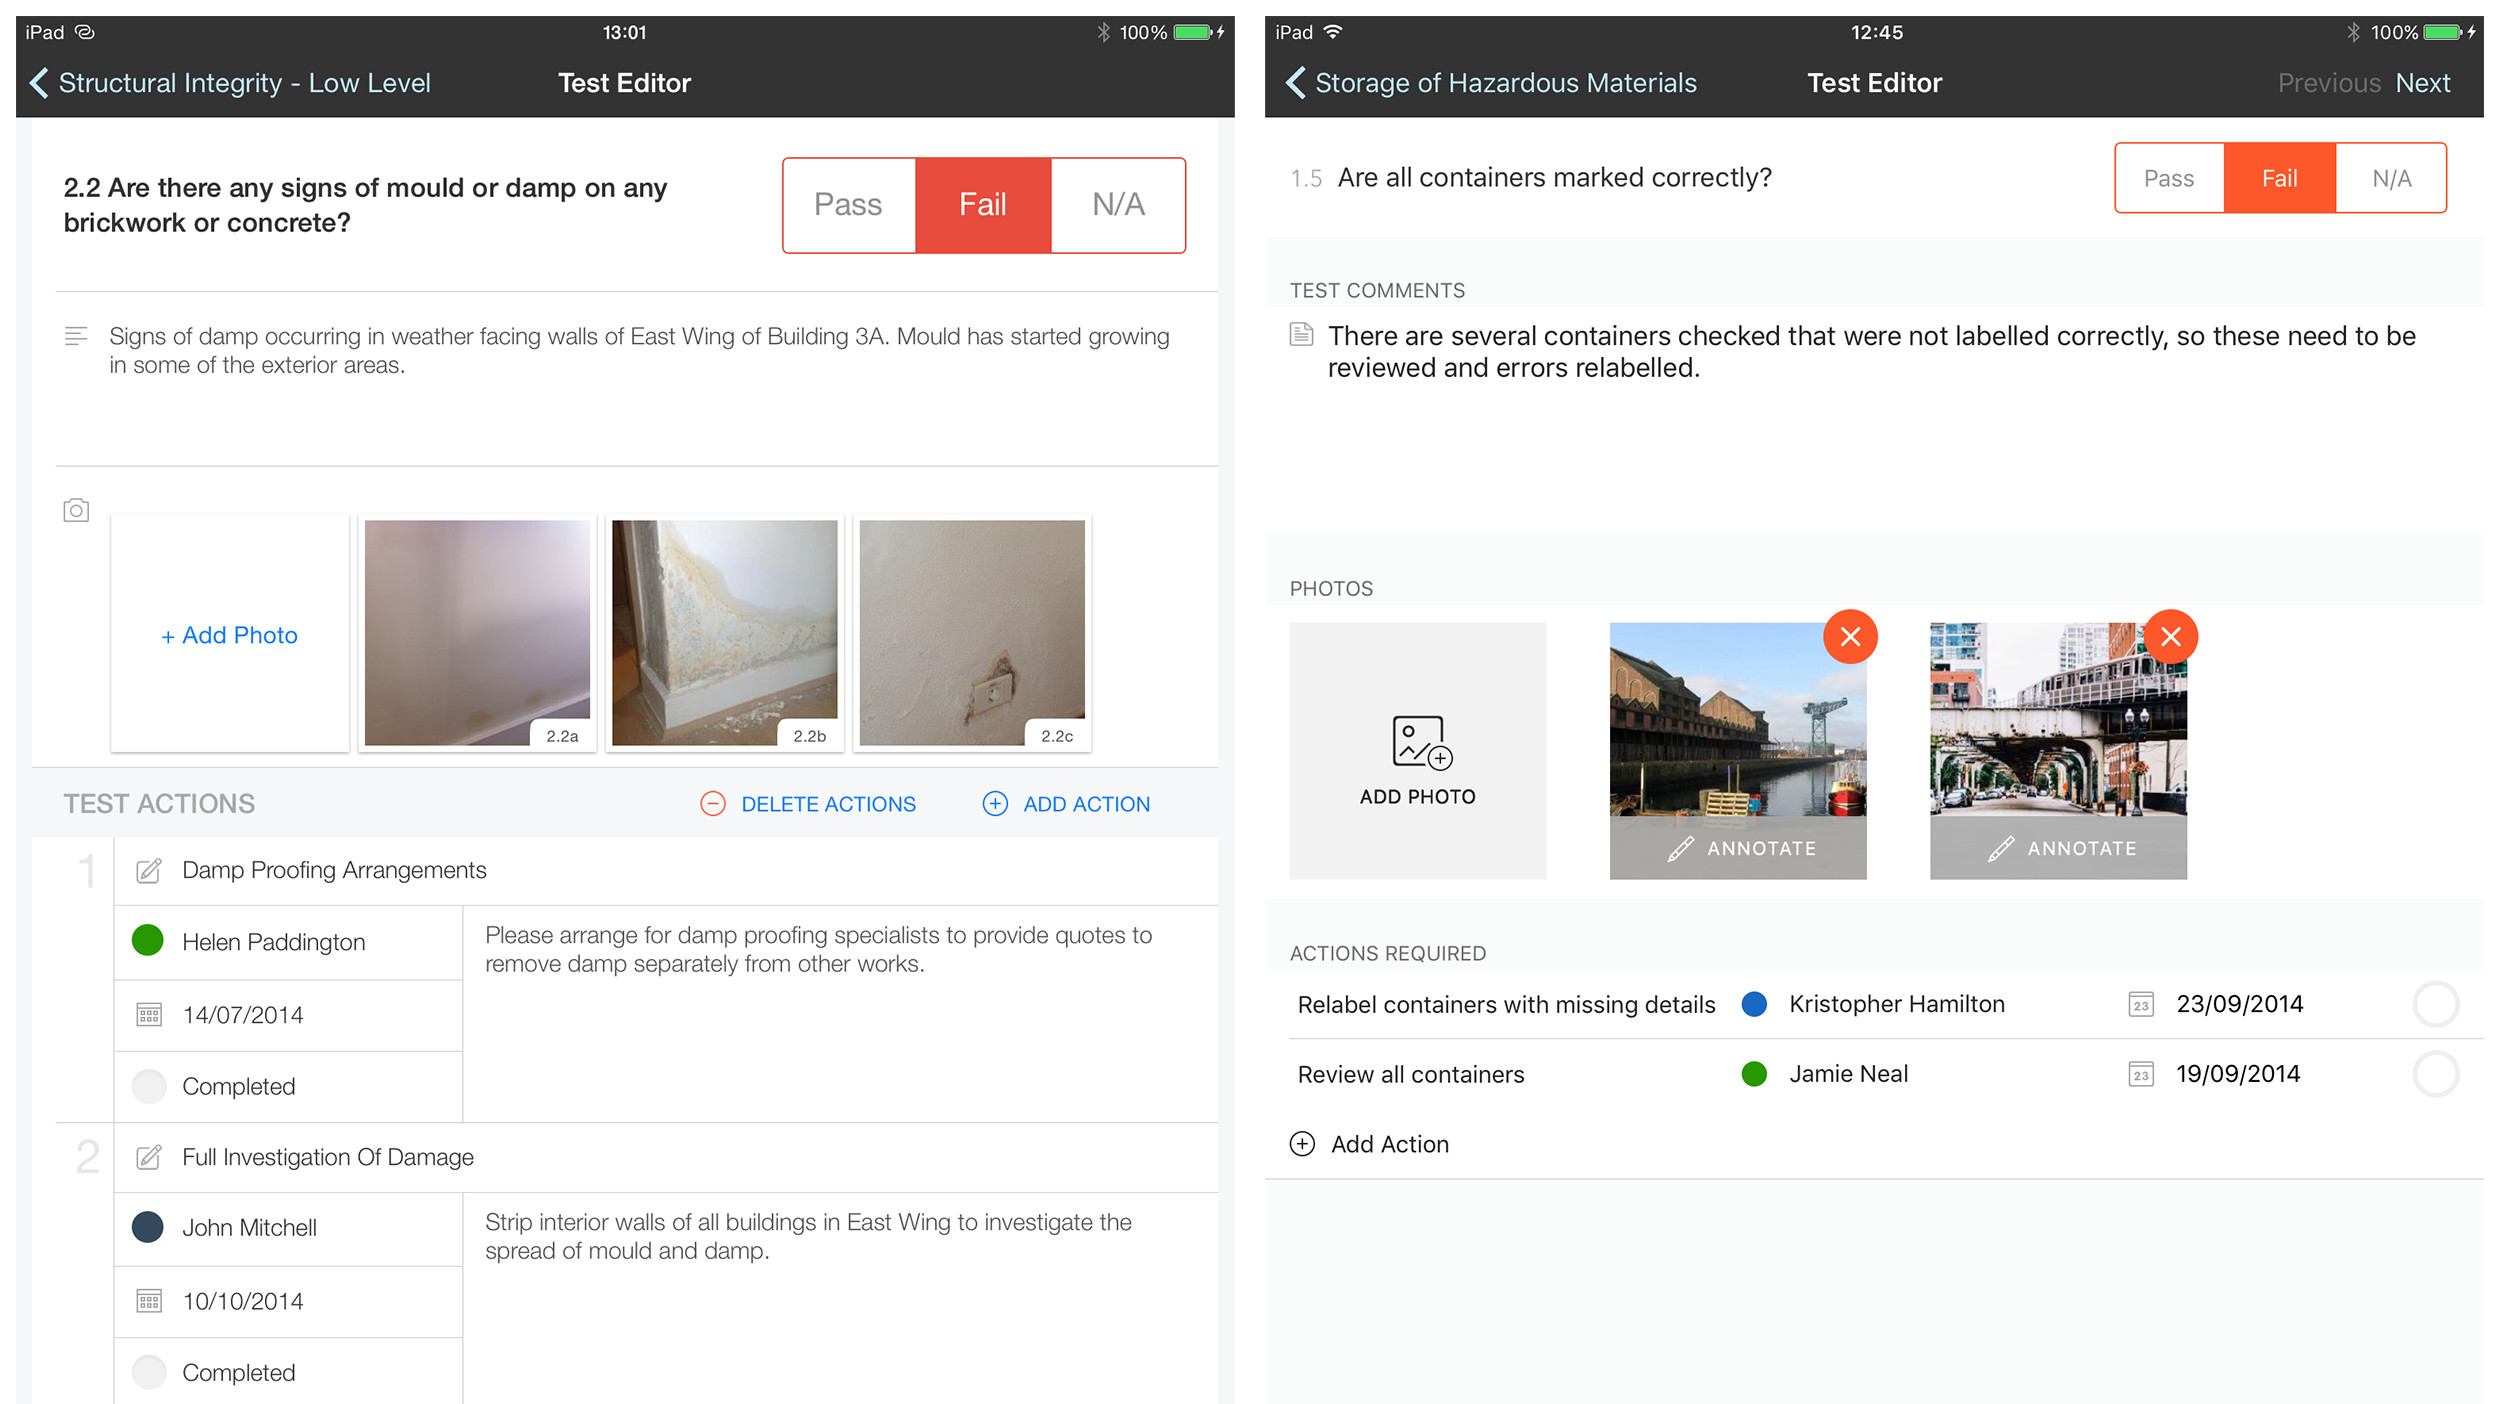 iPad 13:01 100%
Structural Integrity - Low Level Test Editor
2.2 Are there any signs of mould or damp on any
brickwork or concrete?
Pass Fail N/A
Signs of damp occurring in weather facing walls of East Wing of Building 3A. Mould has started growing
in some of the exterior areas.
+ Add Photo
2.2a
2.2b
2.2c
TEST ACTIONS DELETE ACTIONS ADD ACTION
1 Damp Proofing Arrangements
Helen Paddington
Please arrange for damp proofing specialists to provide quotes to
remove damp separately from other works.
14/07/2014
Completed
2 Full Investigation Of Damage
John Mitchell
Strip interior walls of all buildings in East Wing to investigate the
spread of mould and damp.
10/10/2014
Completed
iPad 12:45 100%
Storage of Hazardous Materials Test Editor Previous Next
1.5 Are all containers marked correctly?
Pass Fail N/A
TEST COMMENTS
There are several containers checked that were not labelled correctly, so these need to be
reviewed and errors relabelled.
PHOTOS
ADD PHOTO
ANNOTATE
ANNOTATE
ACTIONS REQUIRED
Relabel containers with missing details Kristopher Hamilton 23 23/09/2014
Review all containers Jamie Neal 23 19/09/2014
Add Action